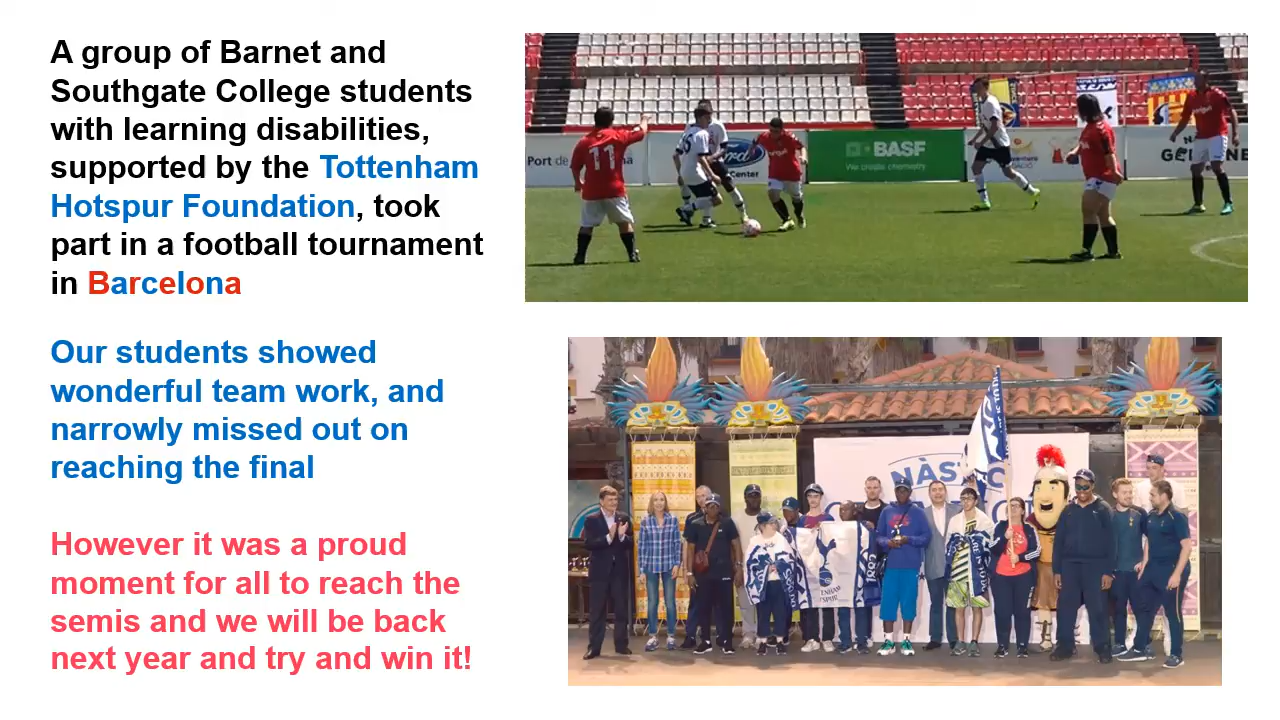 A group of Barnet and
Southgate College students
with learning disabilities,
supported by the Tottenham
Hotspur Foundation, took
part in a football tournament
in Barcelona
Our students showed
wonderful team work, and
narrowly missed out on
reaching the final
However it was a proud
moment for all to reach the
semis and we will be back
next year and try and win it!
11
Port de
Ford
Center
BASF
We create chemistry
NÀSTIC